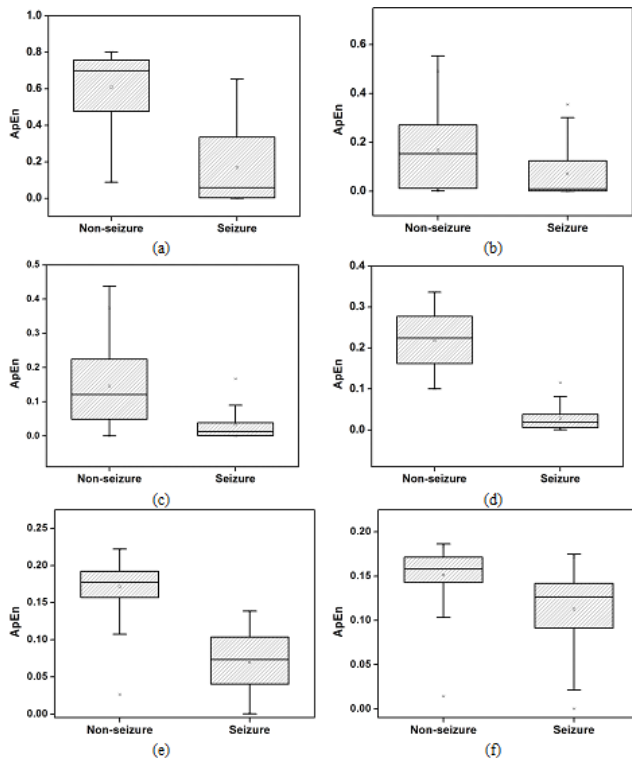 1.0
0.8
0.6
0.4
0.2
0.0
ApEn
Non-seizure Seizure
(a)
0.6
0.4
0.2
0.0
ApEn
Non-seizure Seizure
(b)
0.5
0.4
0.3
0.2
0.1
0.0
ApEn
Non-seizure Seizure
(c)
0.4
0.3
0.2
0.1
0.0
ApEn
Non-seizure Seizure
(d)
0.25
0.20
0.15
0.10
0.05
0.00
ApEn
Non-seizure Seizure
(e)
0.20
0.15
0.10
0.05
0.00
ApEn
Non-seizure Seizure
(f)